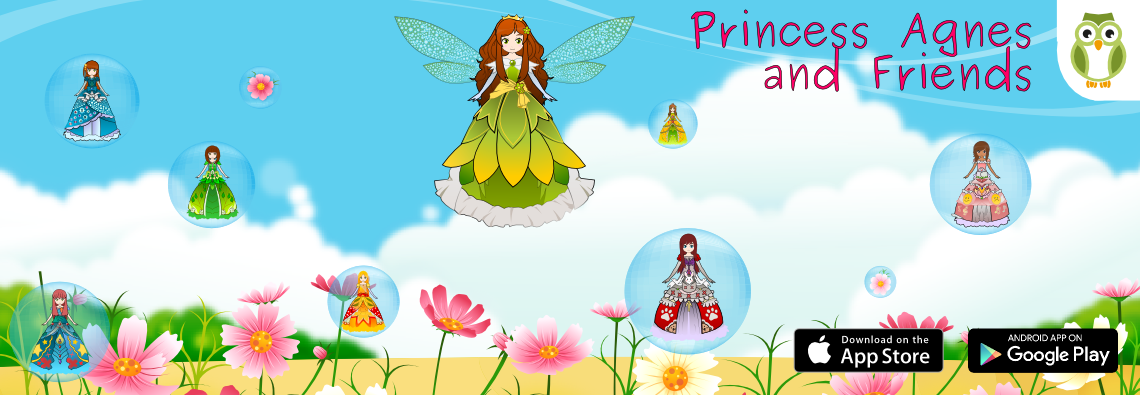 Princess Agnes
and Friends
Download on the
App Store
ANDROID APP ON
Google Play